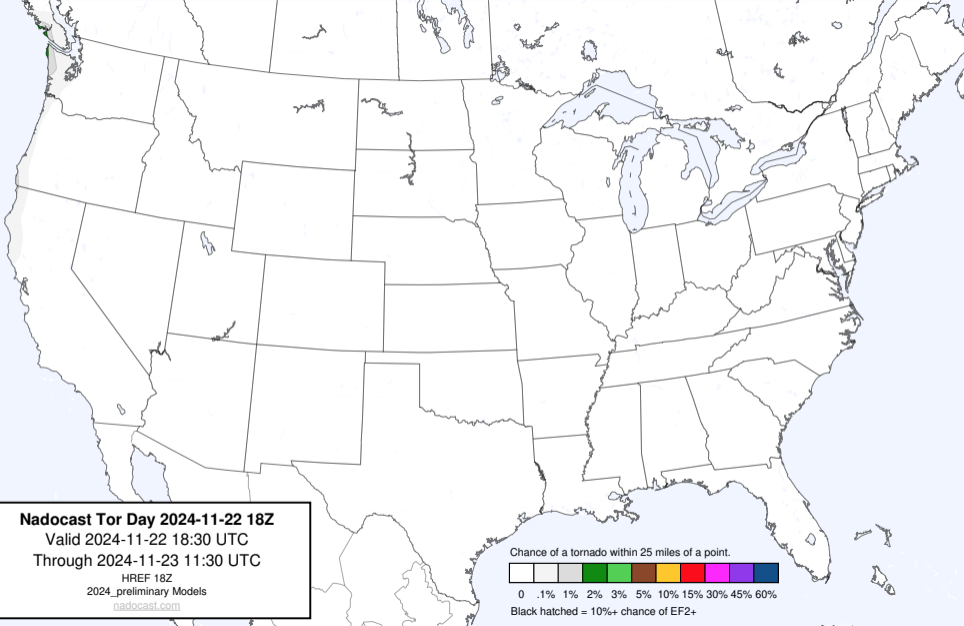 Nadocast Tor Day 2024-11-22 18Z
Valid 2024-11-22 18:30 UTC
Through 2024-11-23 11:30 UTC
HREF 18Z
2024_preliminary Models
nadocast.com
Chance of a tornado within 25 miles of a point.
0 .1% 1% 2% 3% 5% 10% 15% 30% 45% 60%
Black hatched = 10%+ chance of EF2+